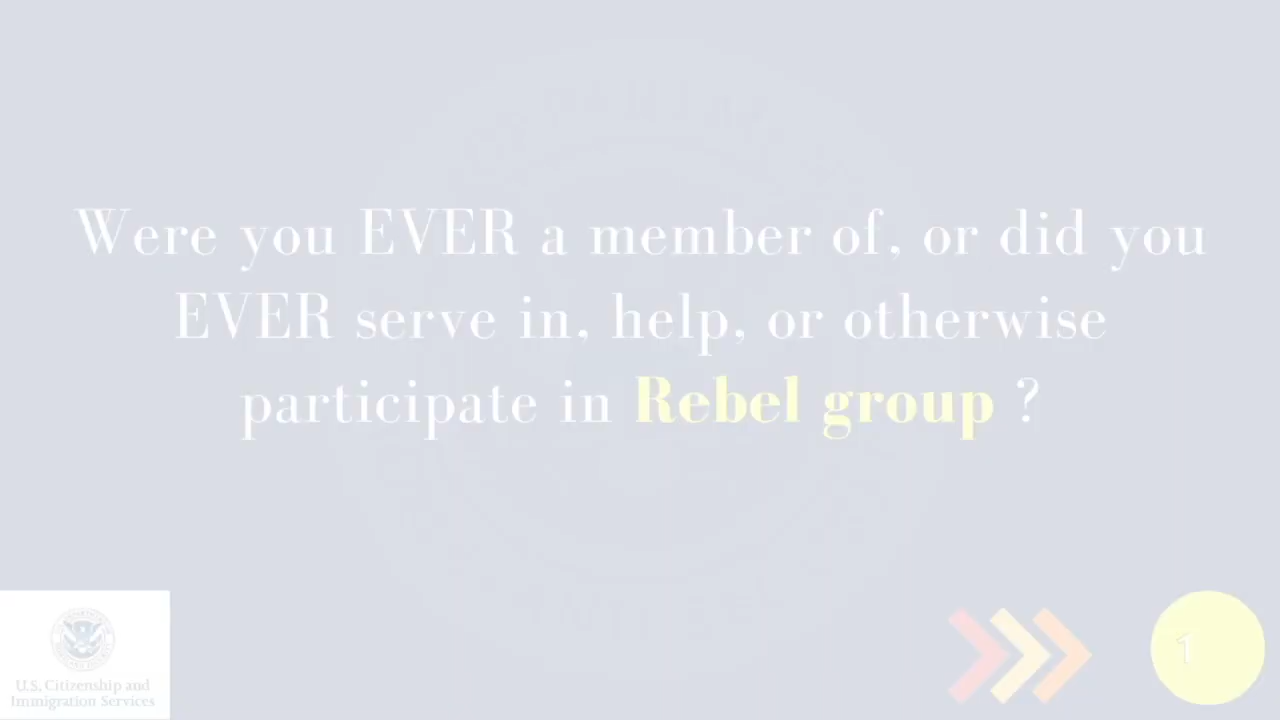 Were you EVER a member of, or did you
EVER serve in, help, or otherwise
participate in Rebel group ?
U.S. Citizenship and
Immigration Services
1